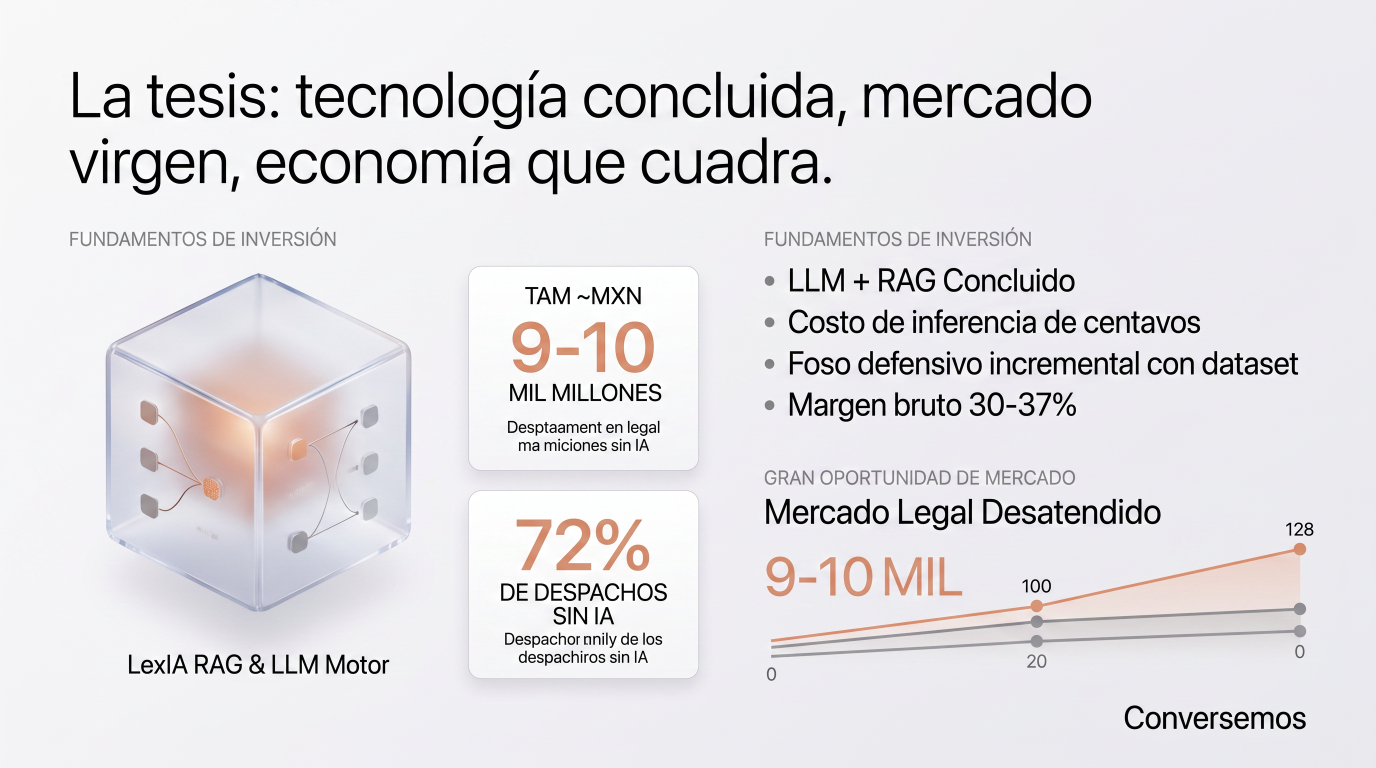 La tesis: tecnología concluida, mercado
virgen, economía que cuadra.
FUNDAMENTOS DE INVERSIÓN
TAM ~MXN
9-10
MIL MILLONES
Desptaament en legal
ma miciones sin IA
72%
DE DESPACHOS
SIN IA
Despachor nnily de los
despachiros sin IA
LexIA RAG & LLM Motor
FUNDAMENTOS DE INVERSIÓN
• LLM + RAG Concluido
• Costo de inferencia de centavos
• Foso defensivo incremental con dataset
• Margen bruto 30-37%
GRAN OPORTUNIDAD DE MERCADO
Mercado Legal Desatendido
9-10 MIL
128
100
0
20
0
Conversemos